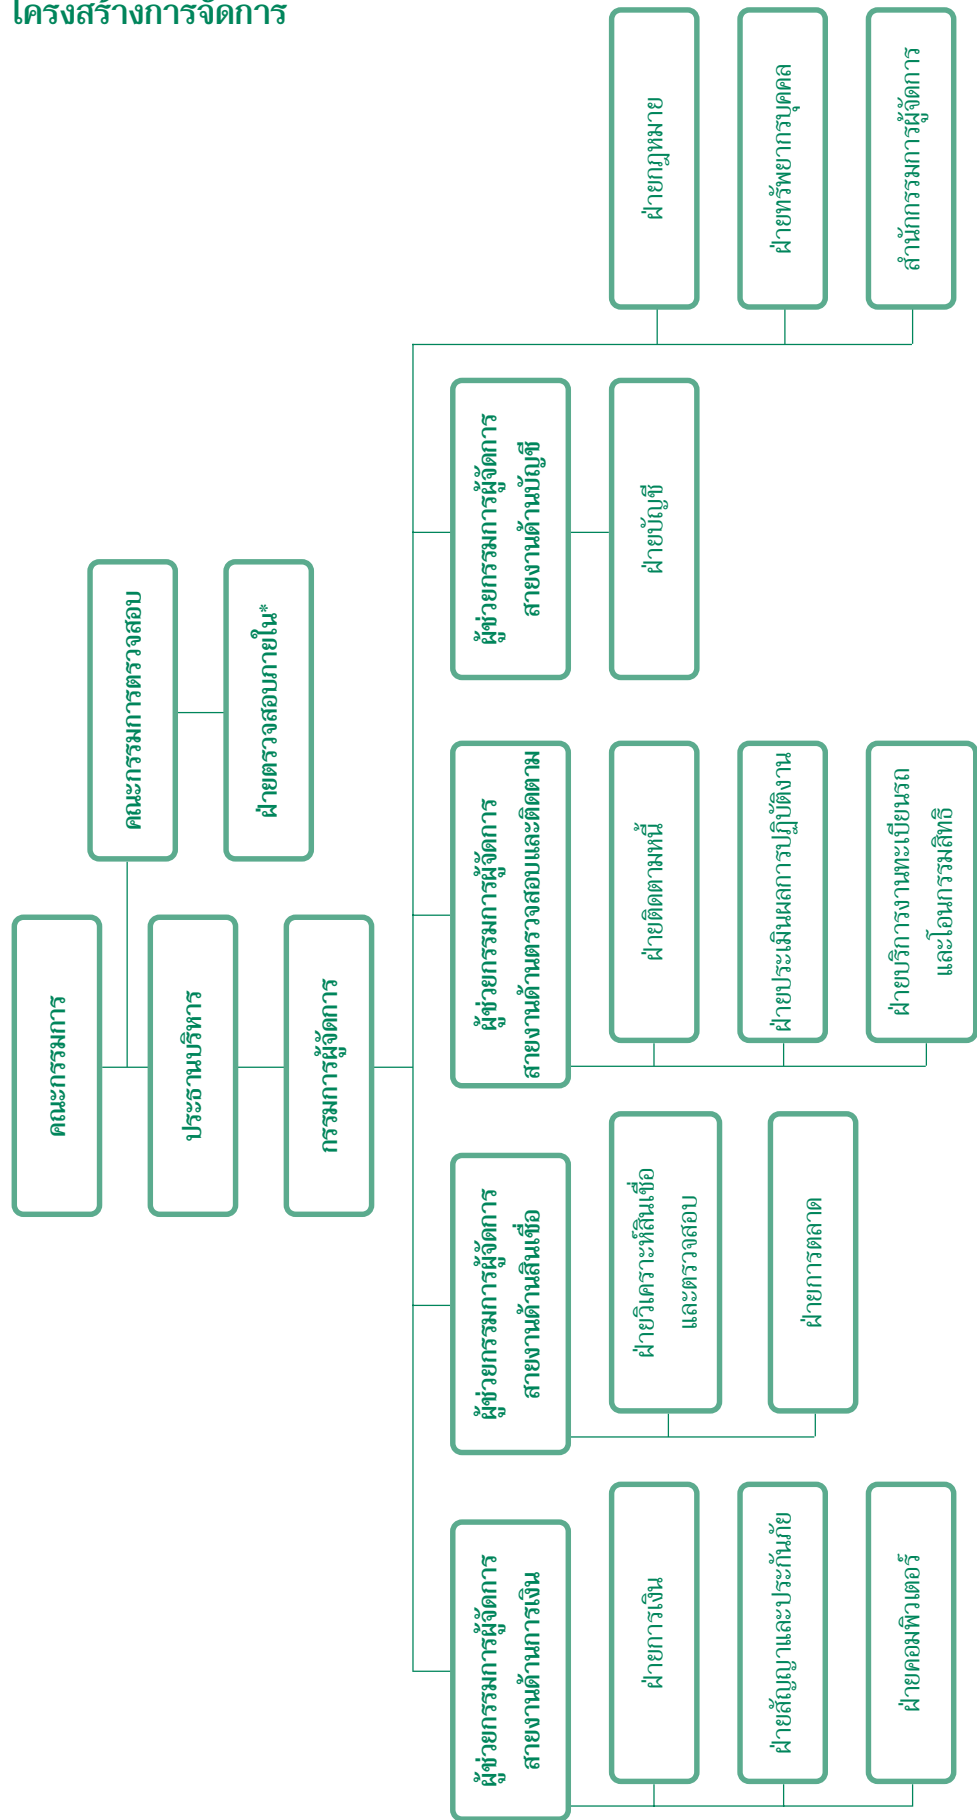 โครงสร้างการจัดการ
คณะกรรมการ
คณะกรรมการตรวจสอบ
ประธานบริหาร
ฝ่ายตรวจสอบภายใน*
กรรมการผู้จัดการ
ผู้ช่วยกรรมการผู้จัดการ
สายงานด้านการเงิน
ฝ่ายการเงิน
ฝ่ายสัญญาและประกันภัย
ฝ่ายคอมพิวเตอร์
ผู้ช่วยกรรมการผู้จัดการ
สายงานด้านสินเชื่อ
ฝ่ายวิเคราะห์สินเชื่อ
และตรวจสอบ
ฝ่ายการตลาด
ผู้ช่วยกรรมการผู้จัดการ
สายงานด้านตรวจสอบและติดตาม
ฝ่ายติดตามหนี้
ฝ่ายประเมินผลการปฏิบัติงาน
ฝ่ายบริการงานทะเบียนรถ
และโอนกรรมสิทธิ
ผู้ช่วยกรรมการผู้จัดการ
สายงานด้านบัญชี
ฝ่ายบัญชี
ฝ่ายกฎหมาย
ฝ่ายทรัพยากรบุคคล
สำนักกรรมการผู้จัดการ